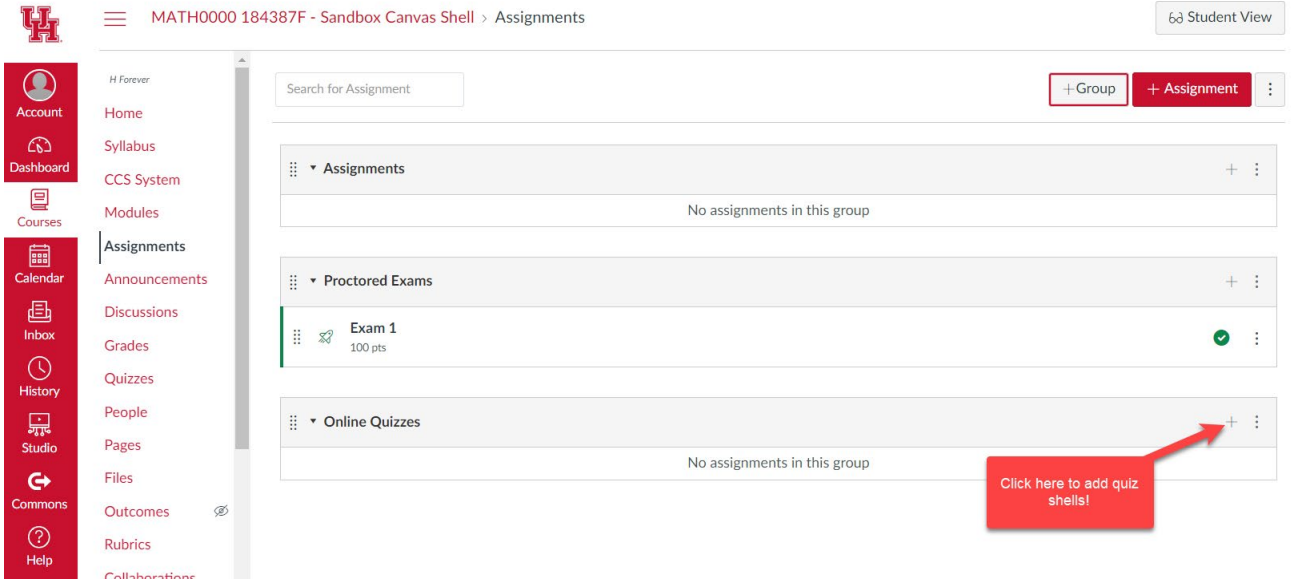 UH
MATH0000 184387F - Sandbox Canvas Shell > Assignments
Student View
Account
Dashboard
Courses
Calendar
Inbox
History
Studio
Commons
Help
H Forever
Home
Syllabus
CCS System
Modules
Assignments
Announcements
Discussions
Grades
Quizzes
People
Pages
Files
Outcomes
Rubrics
Collaborations
Search for Assignment
+Group
+ Assignment
Assignments
No assignments in this group
Proctored Exams
Exam 1
100 pts
Online Quizzes
No assignments in this group
Click here to add quiz
shells!